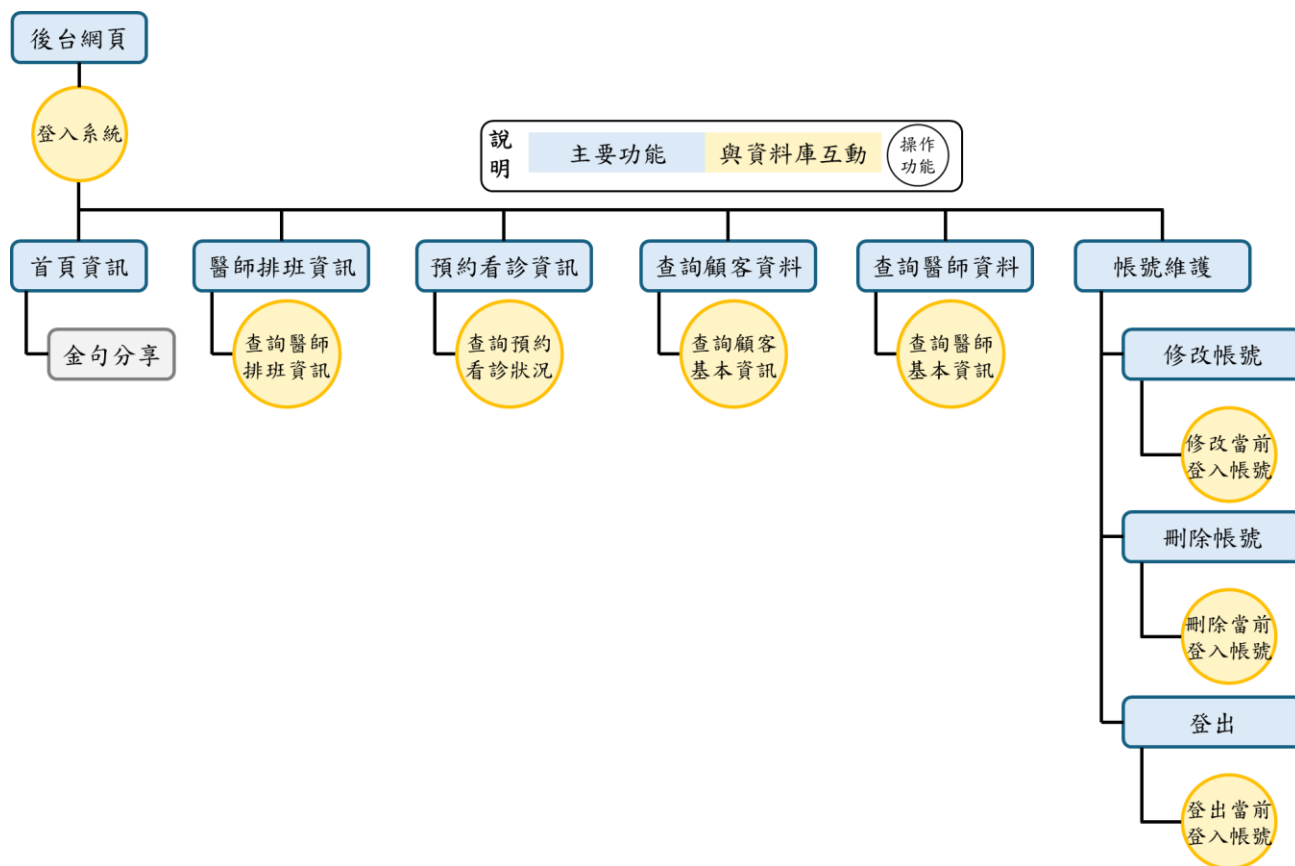 後台網頁
登入系統
說明
主要功能
與資料庫互動
操作
功能
首頁資訊
醫師排班資訊
預約看診資訊
查詢顧客資料
查詢醫師資料
帳號維護
金句分享
查詢醫師
排班資訊
查詢預約
看診狀況
查詢顧客
基本資訊
查詢醫師
基本資訊
修改帳號
修改當前
登入帳號
刪除帳號
刪除當前
登入帳號
登出
登出當前
登入帳號